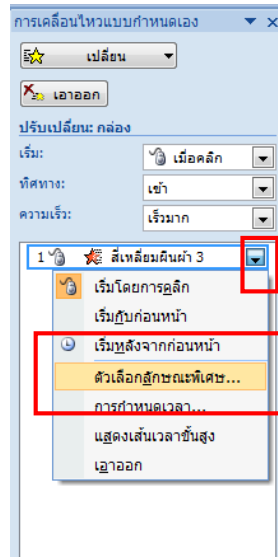 การเคลื่อนไหวแบบกำหนดเอง
เปลี่ยน
เอาออก
ปรับเปลี่ยน: กล่อง
เริ่ม:
เมื่อคลิก
ทิศทาง:
เข้า
ความเร็ว:
เร็วมาก
1 สี่เหลี่ยมผืนผ้า 3
เริ่มโดยการคลิก
เริ่มกับก่อนหน้า
เริ่มหลังจากก่อนหน้า
ตัวเลือกลักษณะพิเศษ...
การกำหนดเวลา...
แสดงเส้นเวลาขั้นสูง
เอาออก